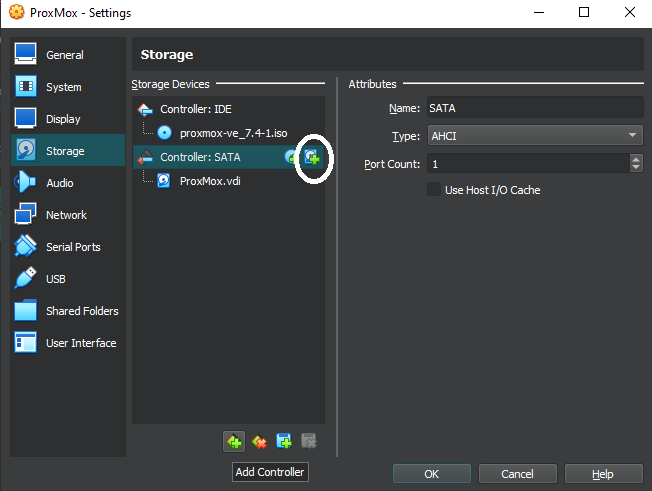 ProxMox - Settings
General
System
Display
Storage
Audio
Network
Serial Ports
USB
Shared Folders
User Interface
Storage
Storage Devices
Controller: IDE
proxmox-ve_7.4-1.iso
Controller: SATA
ProxMox.vdi
Add Controller
Attributes
Name: SATA
Type: AHCI
Port Count: 1
Use Host I/O Cache
OK Cancel Help